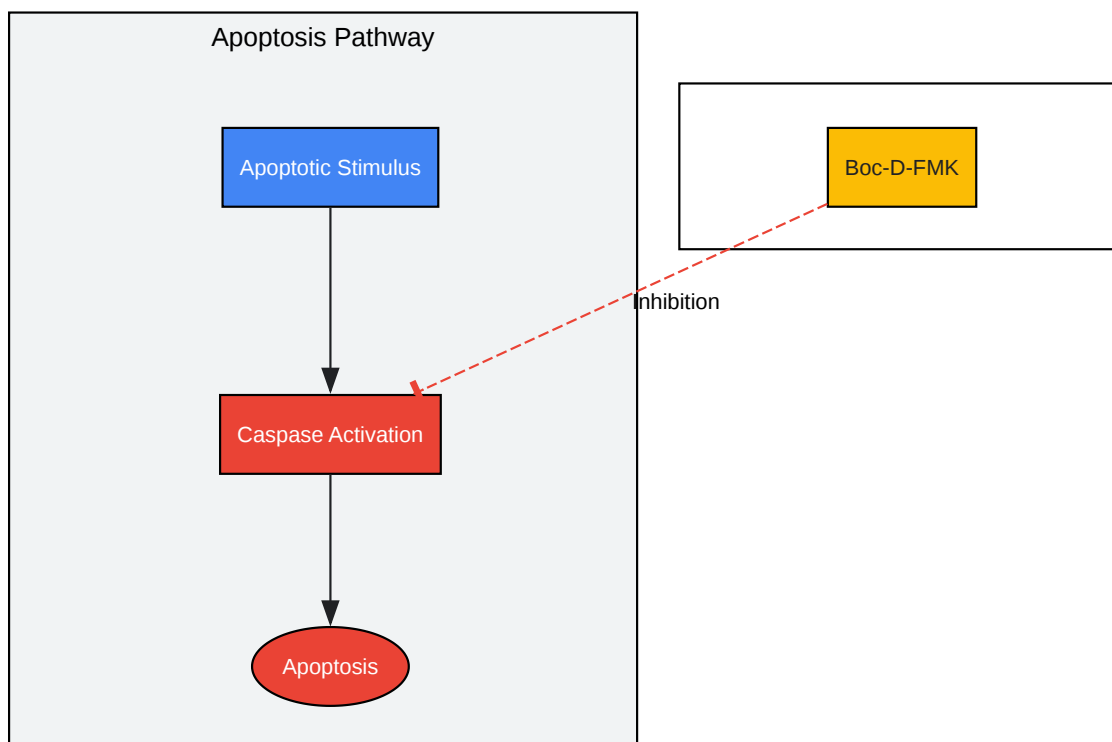 Apoptosis Pathway
Apoptotic Stimulus
Boc-D-FMK
Inhibition
Caspase Activation
Apoptosis